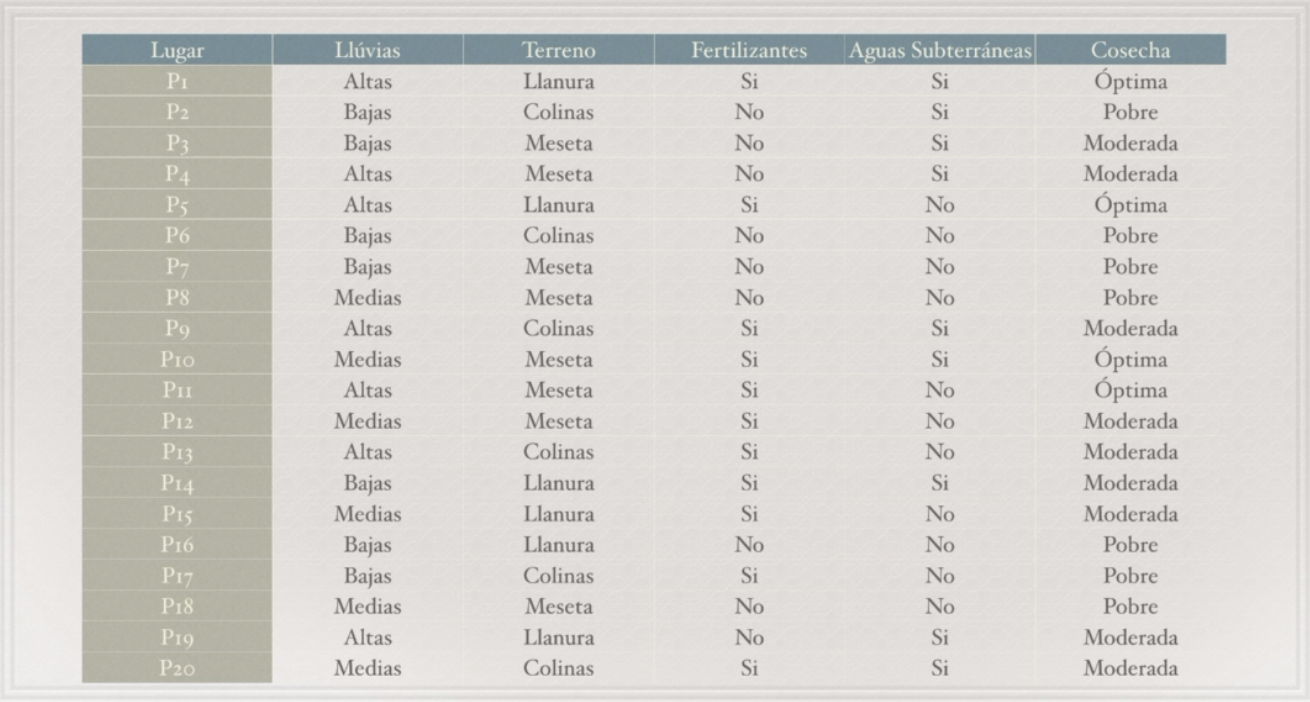 Lugar Llúvias Terreno Fertilizantes Aguas Subterráneas Cosecha
P1 Altas Llanura Si Si Óptima
P2 Bajas Colinas No Si Pobre
P3 Bajas Meseta No Si Moderada
P4 Altas Meseta No Si Moderada
P5 Altas Llanura Si No Óptima
P6 Bajas Colinas No No Pobre
P7 Bajas Meseta No No Pobre
P8 Medias Meseta No No Pobre
P9 Altas Colinas Si Si Moderada
P10 Medias Meseta Si Si Óptima
P11 Altas Meseta Si No Óptima
P12 Medias Meseta Si No Moderada
P13 Altas Colinas Si No Moderada
P14 Bajas Llanura Si Si Moderada
P15 Medias Llanura Si No Moderada
P16 Bajas Llanura No No Pobre
P17 Bajas Colinas Si No Pobre
P18 Medias Meseta No No Pobre
P19 Altas Llanura No Si Moderada
P20 Medias Colinas Si Si Moderada